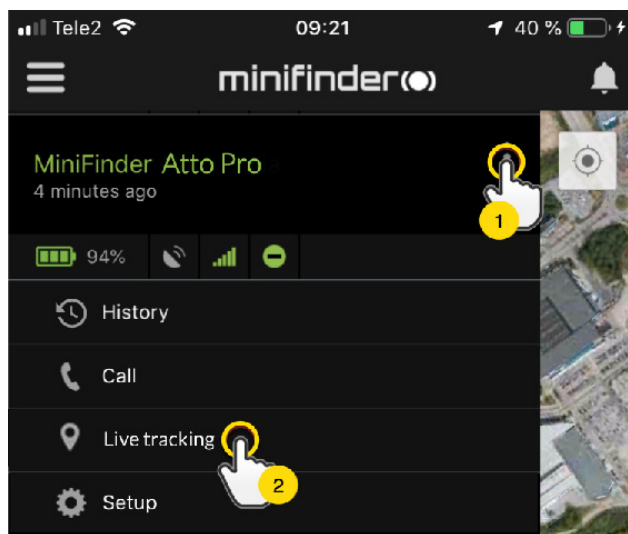 Tele2 09:21 40 %
minifinder
MiniFinder Atto Pro
4 minutes ago
1
94%
History
Call
Live tracking
2
Setup